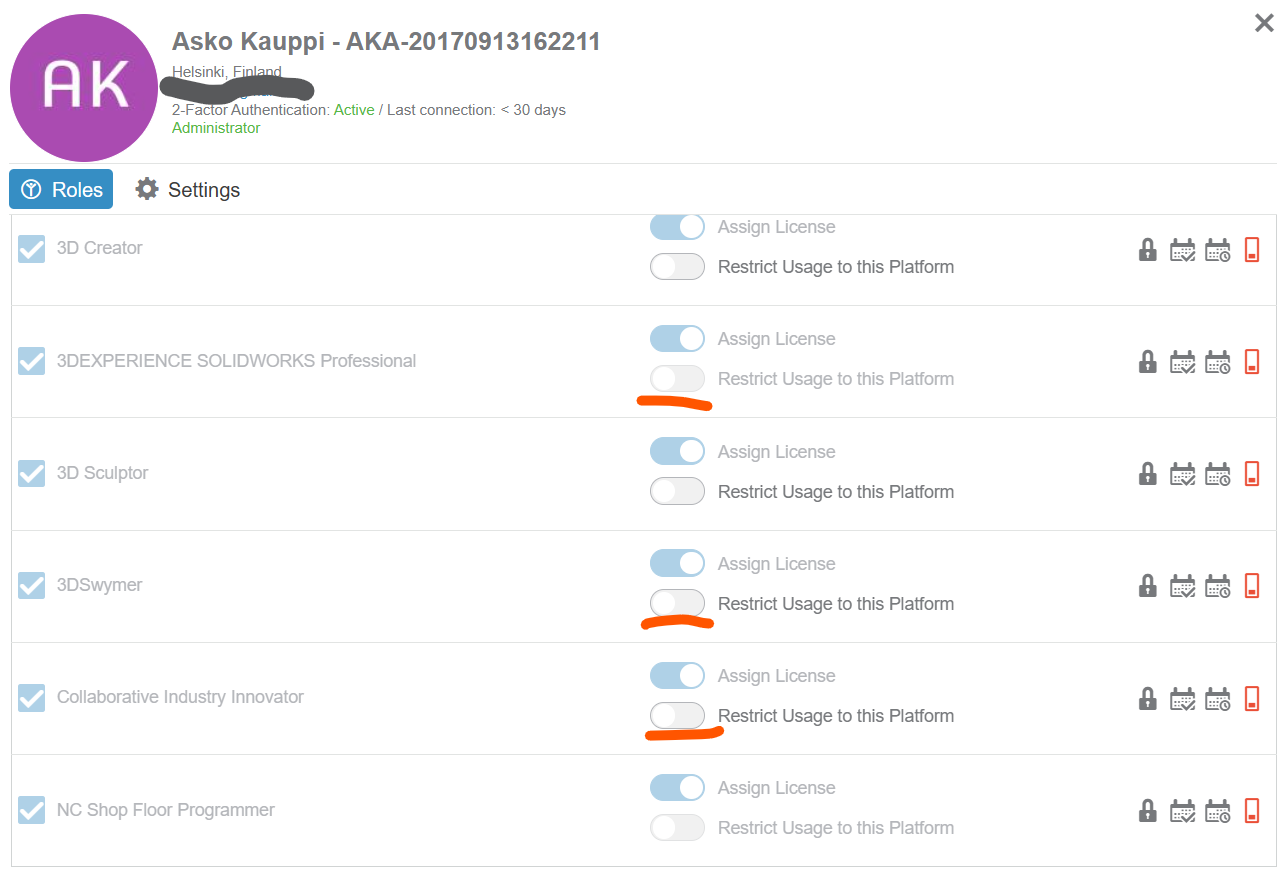 AK
Asko Kauppi - AKA-20170913162211
Helsinki, Finland
2-Factor Authentication: Active / Last connection: < 30 days
Administrator
Roles
Settings
3D Creator
Assign License
Restrict Usage to this Platform
3DEXPERIENCE SOLIDWORKS Professional
Assign License
Restrict Usage to this Platform
3D Sculptor
Assign License
Restrict Usage to this Platform
3DSwymer
Assign License
Restrict Usage to this Platform
Collaborative Industry Innovator
Assign License
Restrict Usage to this Platform
NC Shop Floor Programmer
Assign License
Restrict Usage to this Platform